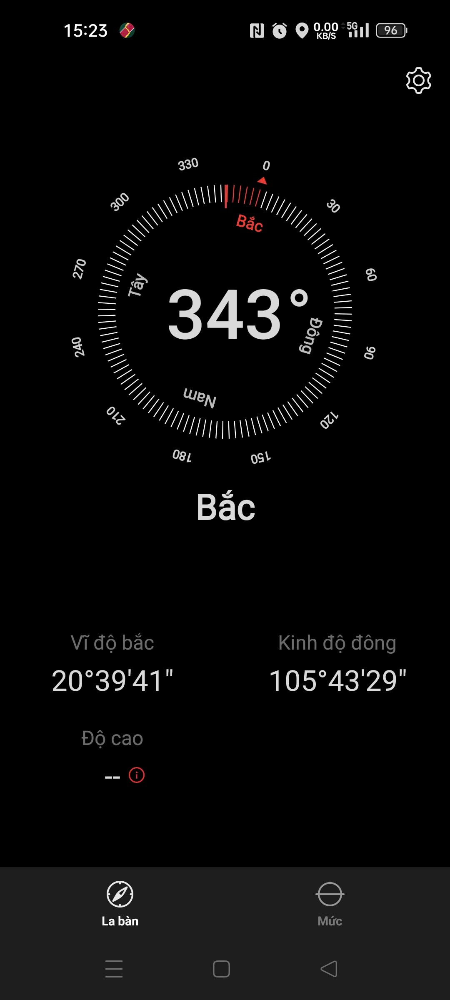 15:23
0.00 KB/S 5G 96
330 0
300 30
Bắc
270 60
Tây
343°
Đông
240 90
Nam
210 120
180 150
Bắc
Vĩ độ bắc Kinh độ đông
20°39'41" 105°43'29"
Độ cao
--
La bàn Mức